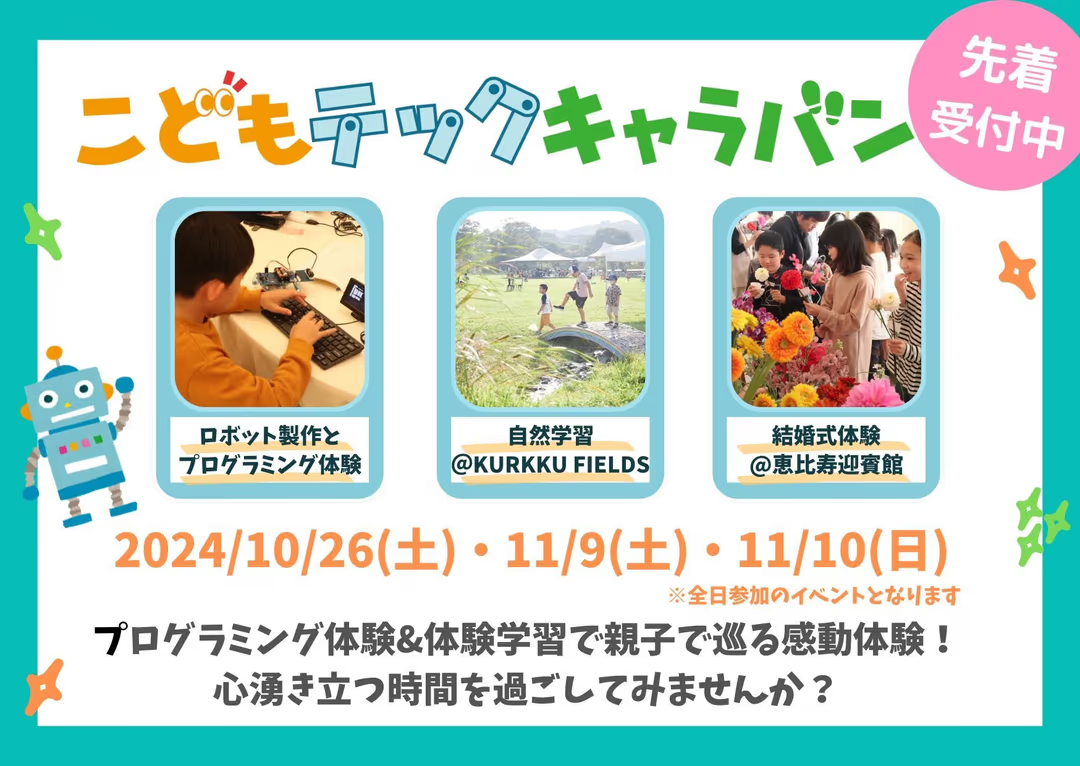 先着
受付中
こどもテックキャラバン
ロボット製作と
プログラミング体験
自然学習
@KURKKU FIELDS
結婚式体験
@恵比寿迎賓館
2024/10/26(土)・11/9(土)・11/10(日)
※全日参加のイベントとなります
プログラミング体験&体験学習で親子で巡る感動体験！
心湧き立つ時間を過ごしてみませんか？